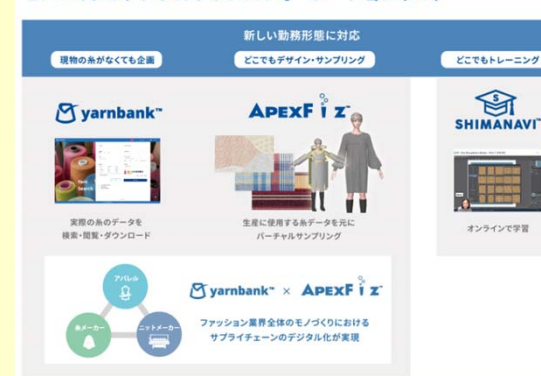 新しい勤務形態に対応
現物の糸がなくても企画
どこでもデザイン・サンプリング
どこでもトレーニング
yarnbank™
APEXFiz™
SHIMANAVI™
実際の糸のデータを
検索・閲覧・ダウンロード
生産に使用する糸データを元に
バーチャルサンプリング
オンラインで学習
アパレル
糸メーカー
ニットメーカー
yarnbank™ × APEXFiz™
ファッション業界全体のモノづくりにおける
サプライチェーンのデジタル化が実現